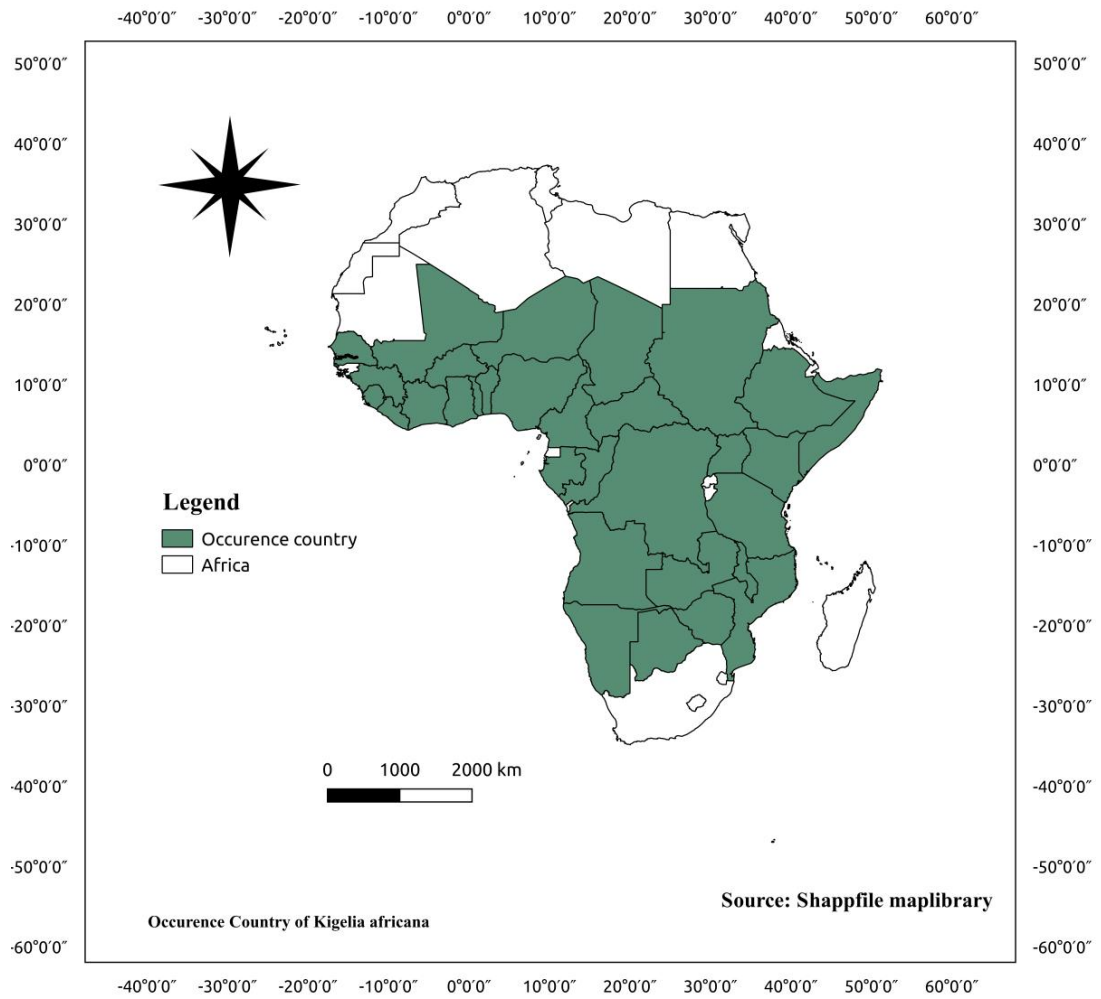 -40°0′0″ -30°0′0″ -20°0′0″ -10°0′0″ 0°0′0″ 10°0′0″ 20°0′0″ 30°0′0″ 40°0′0″ 50°0′0″ 60°0′0″
50°0′0″ 50°0′0″
40°0′0″ 40°0′0″
30°0′0″ 30°0′0″
20°0′0″ 20°0′0″
10°0′0″ 10°0′0″
0°0′0″ 0°0′0″
Legend
Occurence country
-10°0′0″ -10°0′0″
Africa
-20°0′0″ -20°0′0″
-30°0′0″ -30°0′0″
0 1000 2000 km
-40°0′0″ -40°0′0″
-50°0′0″ -50°0′0″
Source: Shappfile maplibrary
Occurence Country of Kigelia africana
-60°0′0″ -60°0′0″
-40°0′0″ -30°0′0″ -20°0′0″ -10°0′0″ 0°0′0″ 10°0′0″ 20°0′0″ 30°0′0″ 40°0′0″ 50°0′0″ 60°0′0″